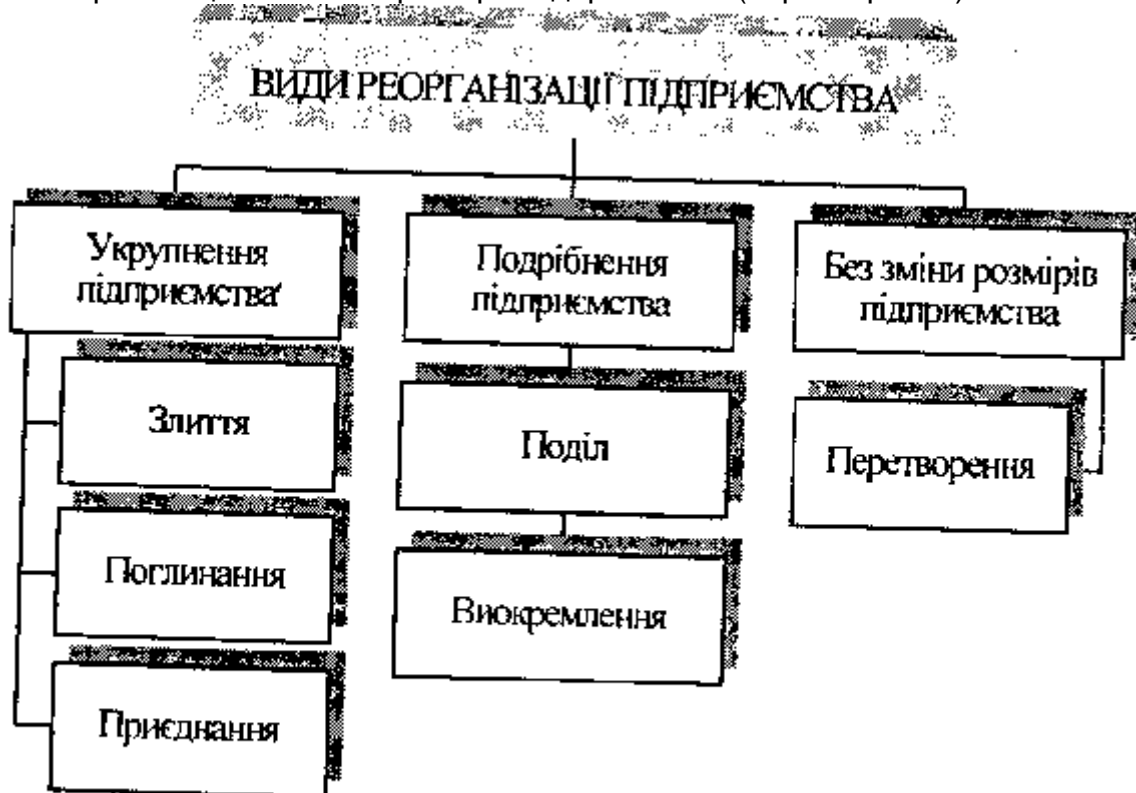 ВИДИ РЕОРГАНІЗАЦІЇ ПІДПРИЄМСТВА
Укрупнення
підприємства
Подрібнення
підприємства
Без зміни розмірів
підприємства
Злиття
Поділ
Перетворення
Поглинання
Виокремлення
Приєднання